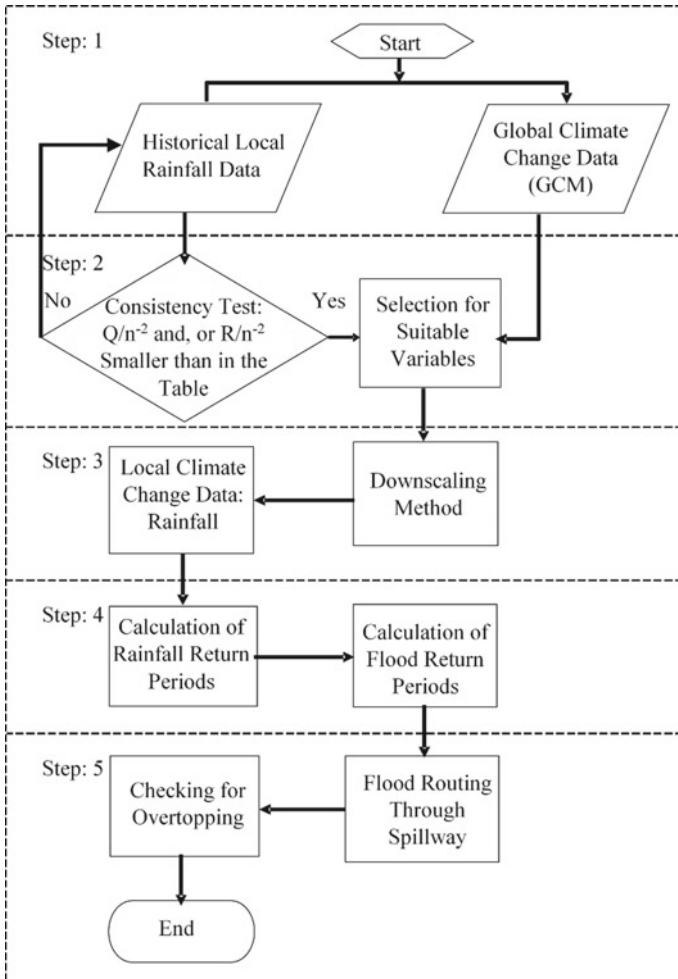 Step: 1
Start
Historical Local
Rainfall Data
Global Climate
Change Data
(GCM)
Step: 2
No
Consistency Test:
Q/n⁻² and, or R/n⁻²
Smaller than in the
Table
Yes
Selection for
Suitable
Variables
Step: 3
Local Climate
Change Data:
Rainfall
Downscaling
Method
Step: 4
Calculation of
Rainfall Return
Periods
Calculation of
Flood Return
Periods
Step: 5
Checking for
Overtopping
Flood Routing
Through
Spillway
End